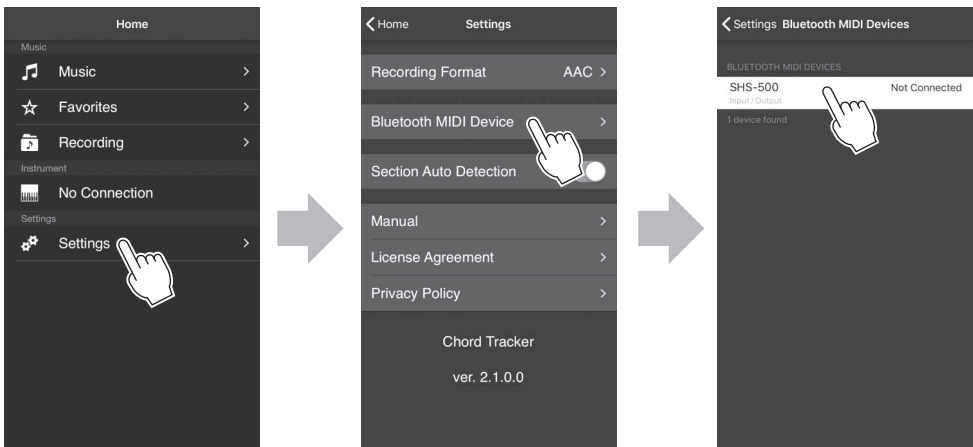 Home
Music
Music
Favorites
Recording
Instrument
No Connection
Settings
Settings
Home Settings
Recording Format AAC
Bluetooth MIDI Device
Section Auto Detection
Manual
License Agreement
Privacy Policy
Chord Tracker
ver. 2.1.0.0
Settings Bluetooth MIDI Devices
BLUETOOTH MIDI DEVICES
SHS-500 Not Connected
Input / Output
1 device found